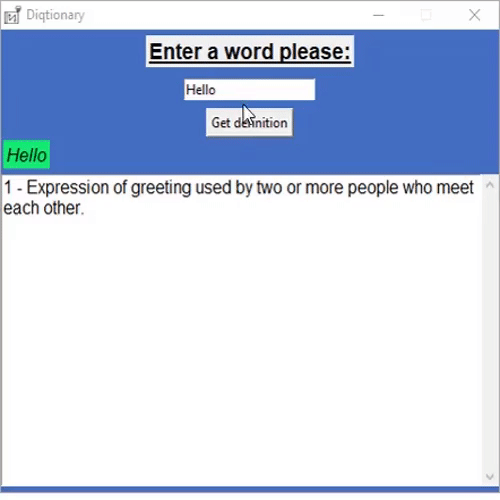 Diqtionary
Enter a word please:
Hello
Get definition
Hello
1 - Expression of greeting used by two or more people who meet
each other.